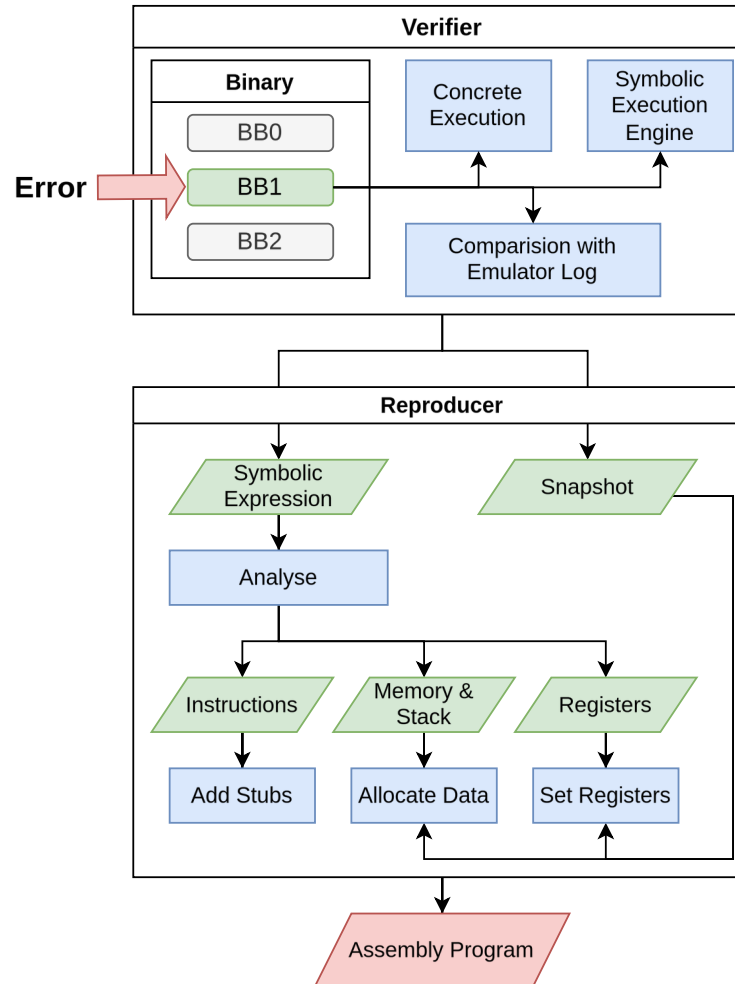 Verifier
Binary
BB0
Error
BB1
BB2
Concrete
Execution
Symbolic
Execution
Engine
Comparision with
Emulator Log
Reproducer
Symbolic
Expression
Snapshot
Analyse
Instructions
Memory &
Stack
Registers
Add Stubs
Allocate Data
Set Registers
Assembly Program